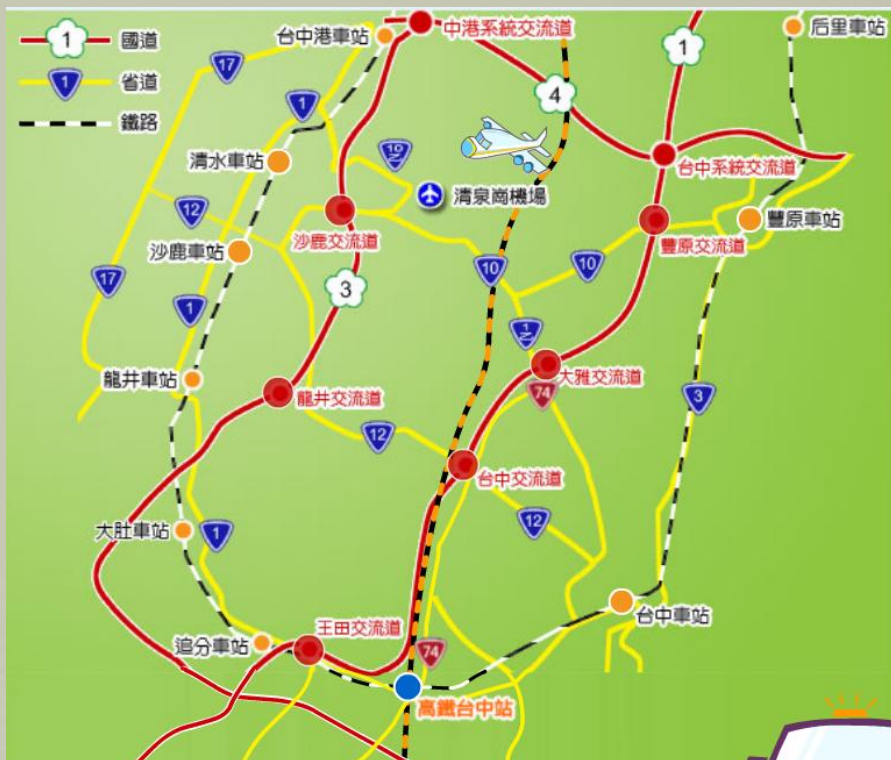 1 國道
1 省道
鐵路
台中港車站
中港系統交流道
1
后里車站
17
1
4
10
N
清水車站
清泉崗機場
台中系統交流道
12
沙鹿交流道
豐原交流道
豐原車站
沙鹿車站
17
3
10
10
1
1
N
龍井車站
龍井交流道
大雅交流道
74
3
12
台中交流道
大肚車站
1
12
台中車站
追分車站
王田交流道
74
高鐵台中站